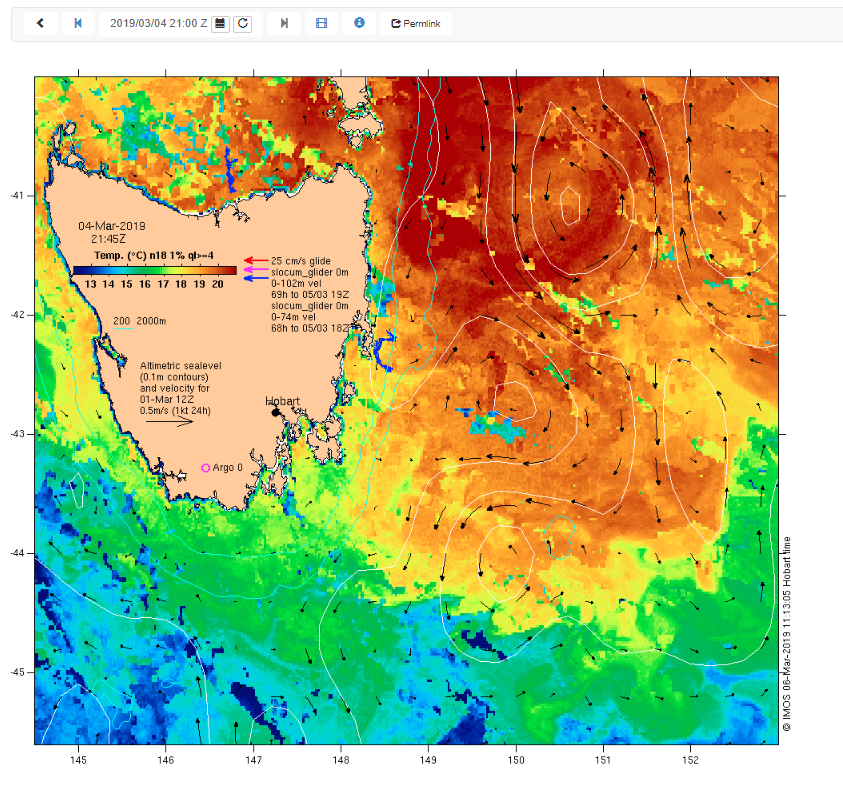 2019/03/04 21:00 Z
Permlink
-41
-42
-43
-44
-45
04-Mar-2019
21:45Z
Temp. (°C) n18 1% ql>=4
13 14 15 16 17 18 19 20
200 2000m
25 cm/s glide
slocum_glider 0m
0-102m vel
69h to 05/03 19Z
slocum_glider 0m
0-74m vel
68h to 05/03 18Z
Altimetric sealevel
(0.1m contours)
and velocity for
01-Mar 12Z
0.5m/s (1kt 24h)
Hobart
Argo 0
145 146 147 148 149 150 151 152
© IMOS 06-Mar-2019 11:13:05 Hobart time